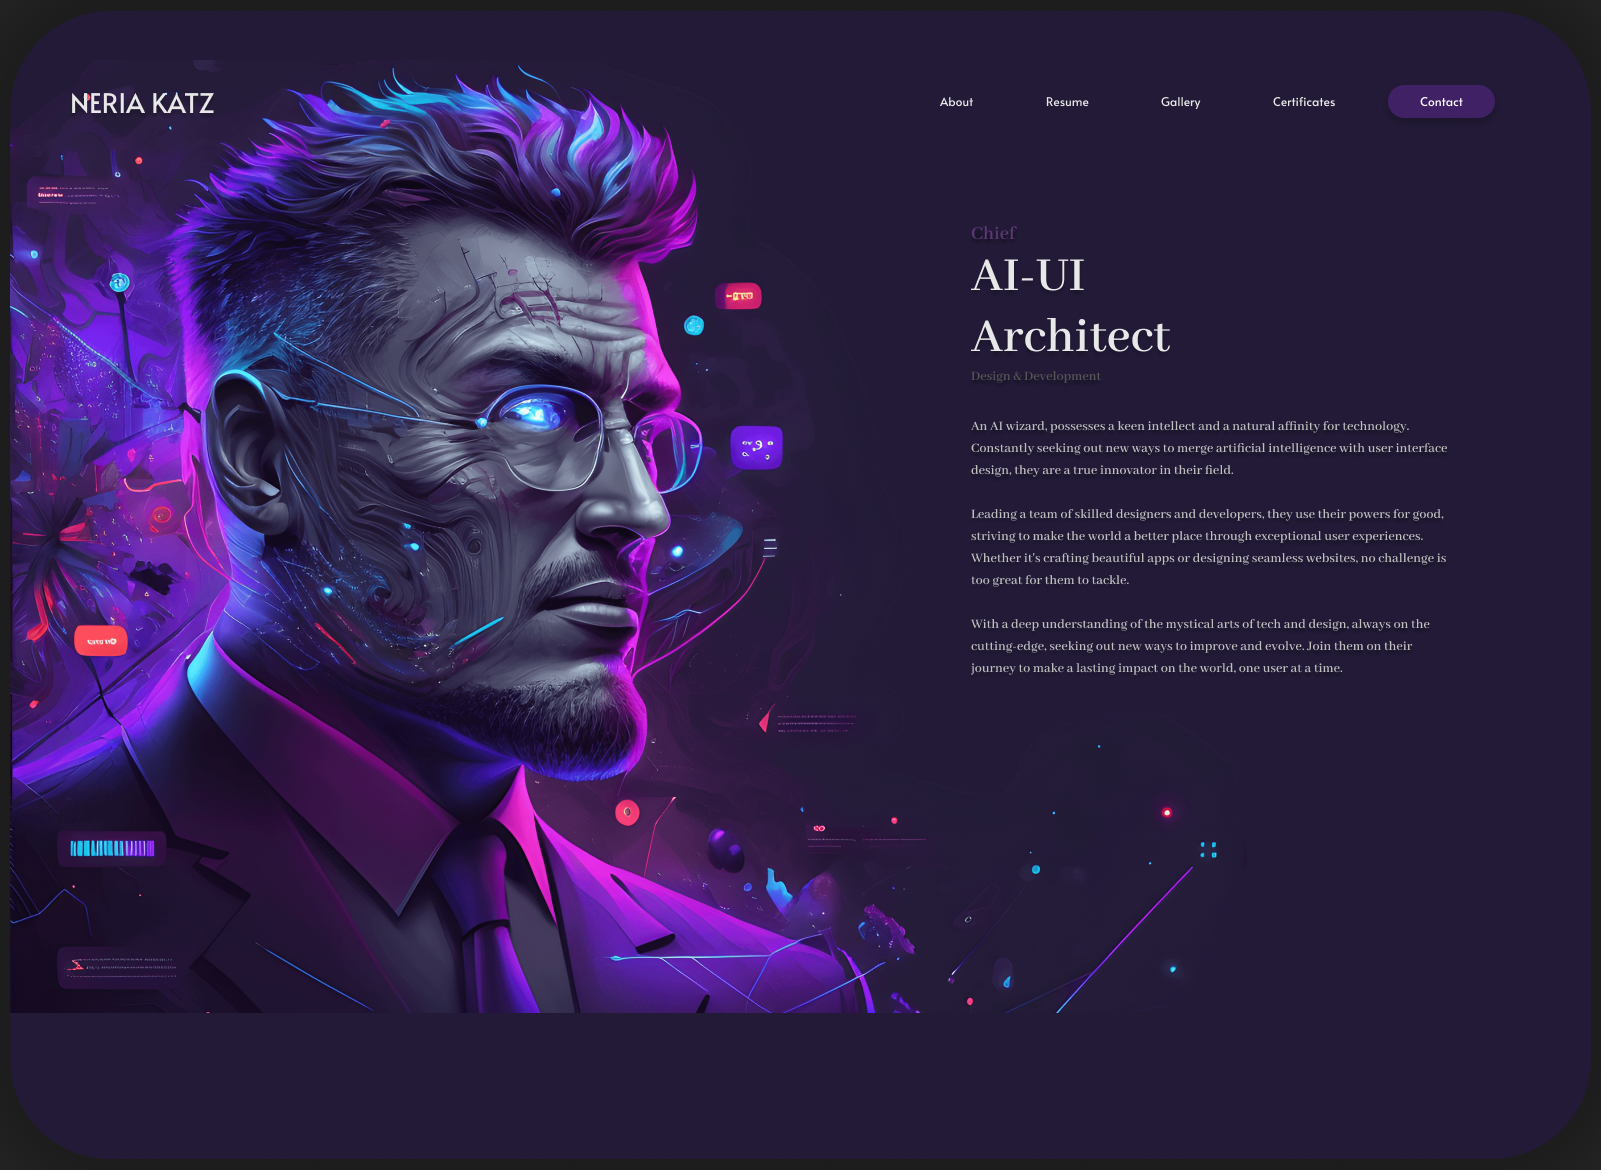 NERIA KATZ
About
Resume
Gallery
Certificates
Contact
Chief
AI-UI
Architect
Design & Development
An AI wizard, possesses a keen intellect and a natural affinity for technology.
Constantly seeking out new ways to merge artificial intelligence with user interface
design, they are a true innovator in their field.
Leading a team of skilled designers and developers, they use their powers for good,
striving to make the world a better place through exceptional user experiences.
Whether it's crafting beautiful apps or designing seamless websites, no challenge is
too great for them to tackle.
With a deep understanding of the mystical arts of tech and design, always on the
cutting-edge, seeking out new ways to improve and evolve. Join them on their
journey to make a lasting impact on the world, one user at a time.